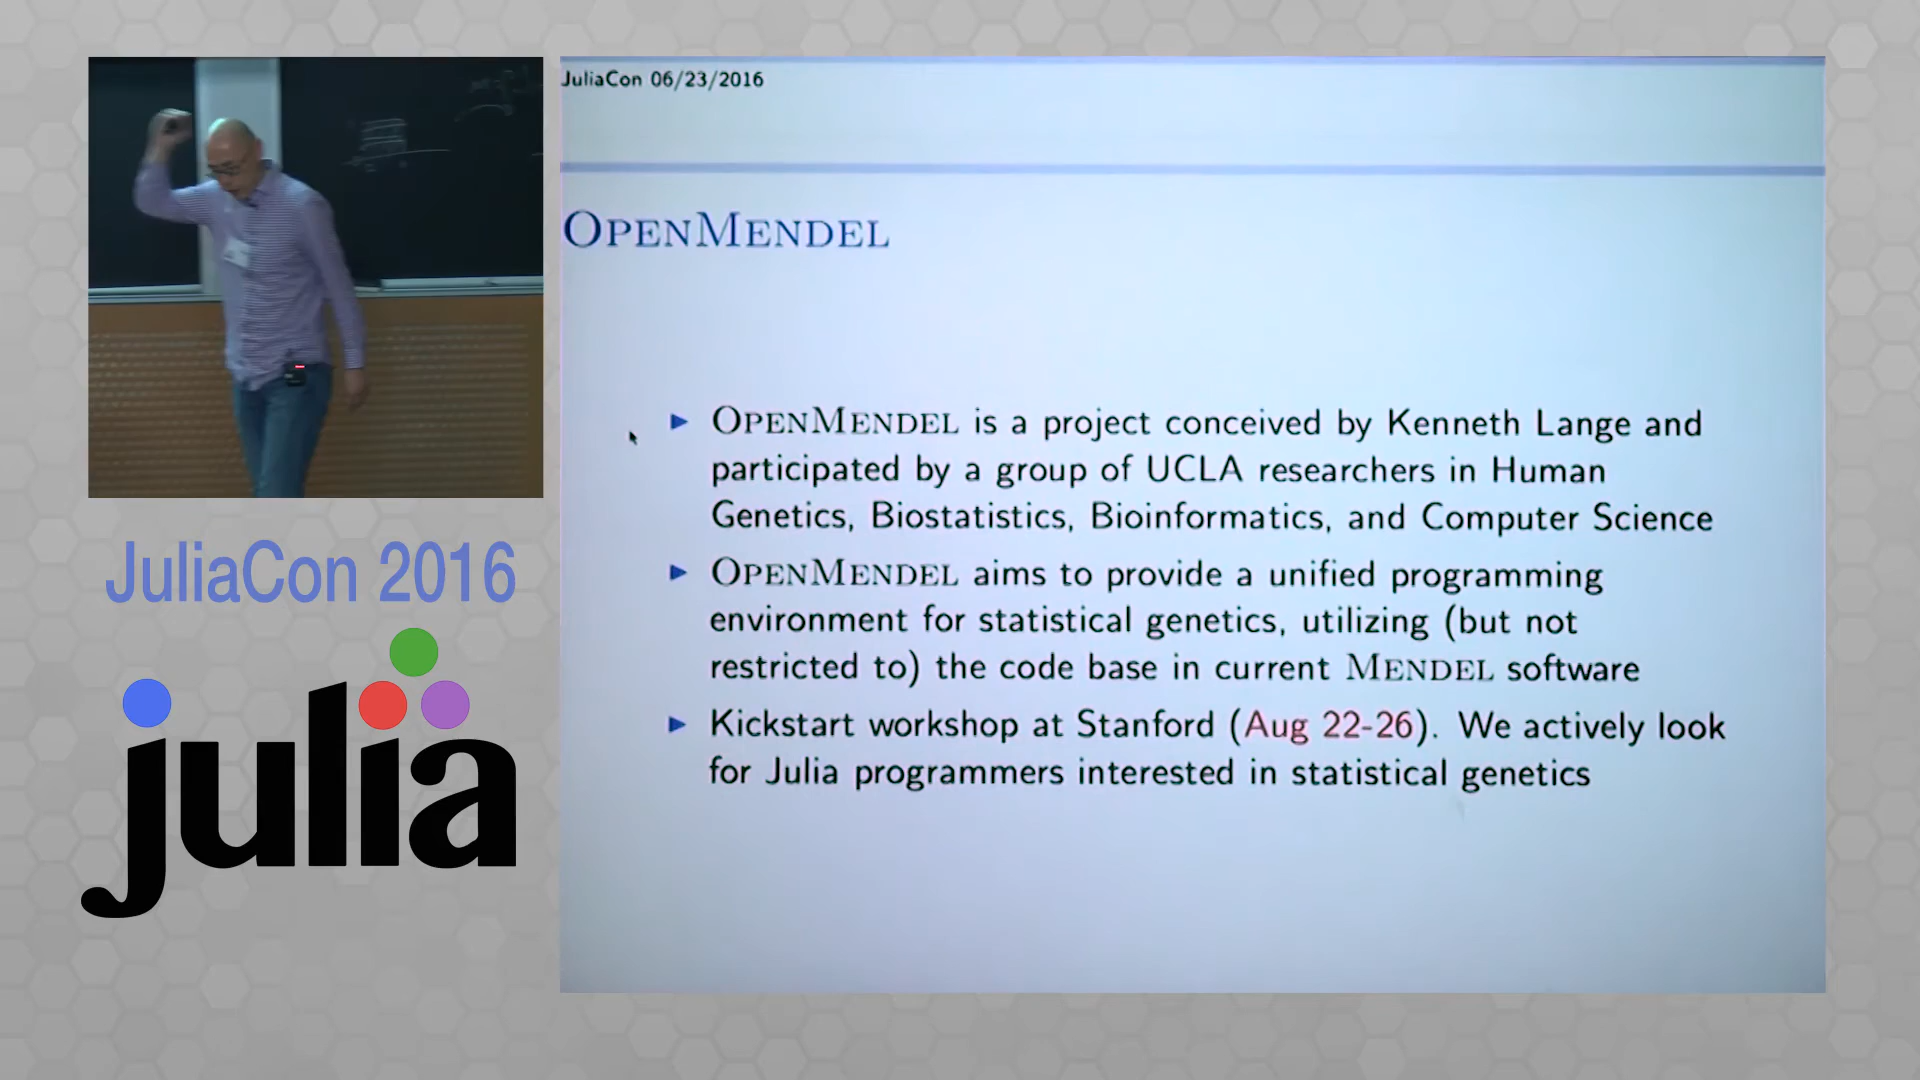 JuliaCon 06/23/2016
OPENMENDEL
▶ OPENMENDEL is a project conceived by Kenneth Lange and
participated by a group of UCLA researchers in Human
Genetics, Biostatistics, Bioinformatics, and Computer Science
▶ OPENMENDEL aims to provide a unified programming
environment for statistical genetics, utilizing (but not
restricted to) the code base in current MENDEL software
▶ Kickstart workshop at Stanford (Aug 22-26). We actively look
for Julia programmers interested in statistical genetics
JuliaCon 2016
julia